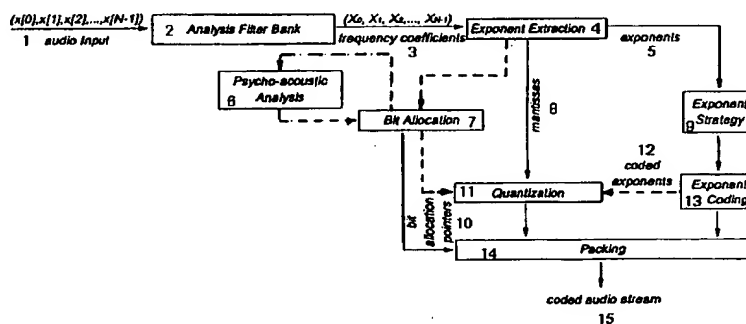 (x[0],x[1],x[2],...,x[N-1])
1 audio Input
2 Analysis Filter Bank
(X0, X1, X2,..., XN-1)
frequency coefficients
3
Exponent Extraction 4
exponents
5
Psycho-acoustic
Analysis
6
Bit Allocation 7
mantisses
8
Exponent
Strategy
9
12
coded
exponents
11 Quantization
Exponent
13 Coding
bit
allocation
pointers
10
14 Packing
coded audio stream
15